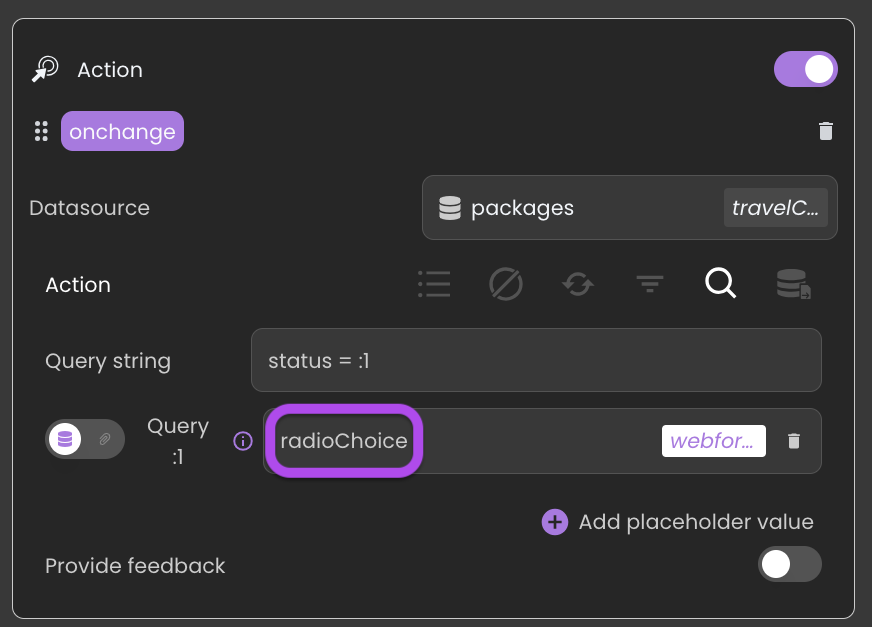 Action
onchange
Datasource
packages
travelC...
Action
Query string
status = :1
Query
:1
radioChoice
webfor...
Add placeholder value
Provide feedback